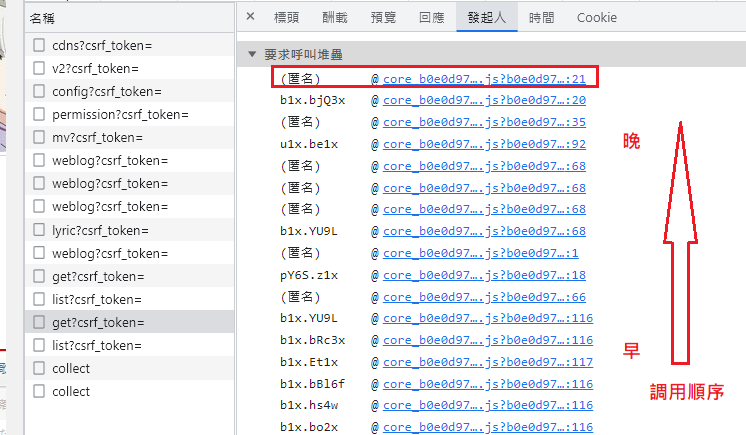 名稱
cdns?csrf_token=
v2?csrf_token=
config?csrf_token=
permission?csrf_token=
mv?csrf_token=
weblog?csrf_token=
weblog?csrf_token=
weblog?csrf_token=
lyric?csrf_token=
weblog?csrf_token=
get?csrf_token=
list?csrf_token=
get?csrf_token=
list?csrf_token=
collect
collect
× 標頭 酬載 預覽 回應 發起人 時間 Cookie
▼ 要求呼叫堆疊
(匿名) @ core_b0e0d97….js?b0e0d97…:21
b1x.bjQ3x @ core_b0e0d97….js?b0e0d97…:20
(匿名) @ core_b0e0d97….js?b0e0d97…:35
u1x.be1x @ core_b0e0d97….js?b0e0d97…:92
(匿名) @ core_b0e0d97….js?b0e0d97…:68
(匿名) @ core_b0e0d97….js?b0e0d97…:68
(匿名) @ core_b0e0d97….js?b0e0d97…:68
b1x.YU9L @ core_b0e0d97….js?b0e0d97…:68
(匿名) @ core_b0e0d97….js?b0e0d97…:1
pY6S.z1x @ core_b0e0d97….js?b0e0d97…:18
(匿名) @ core_b0e0d97….js?b0e0d97…:66
b1x.YU9L @ core_b0e0d97….js?b0e0d97…:116
b1x.bRc3x @ core_b0e0d97….js?b0e0d97…:116
b1x.Et1x @ core_b0e0d97….js?b0e0d97…:117
b1x.bBl6f @ core_b0e0d97….js?b0e0d97…:116
b1x.hs4w @ core_b0e0d97….js?b0e0d97…:116
b1x.bo2x @ core_b0e0d97….js?b0e0d97…:116
晚
早
調用順序